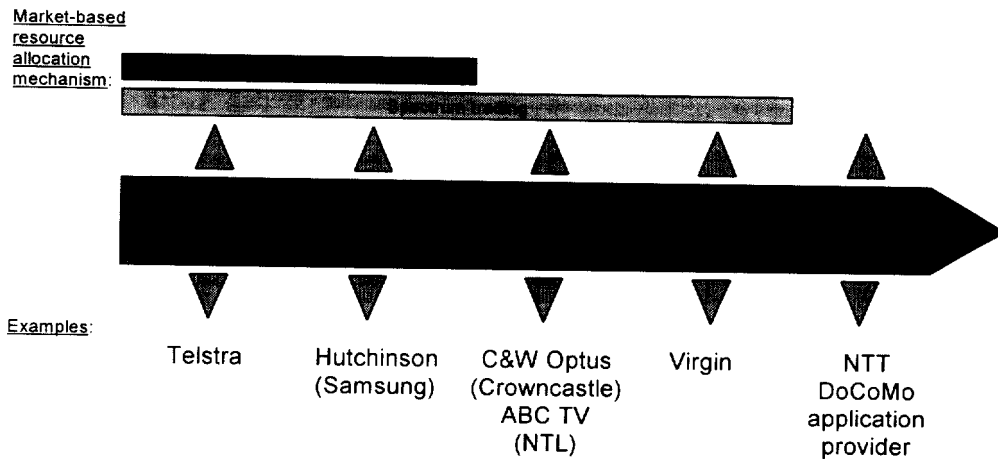 Market-based
resource
allocation
mechanism:
Examples:
Telstra
Hutchinson
(Samsung)
C&W Optus
(Crowncastle)
ABC TV
(NTL)
Virgin
NTT
DoCoMo
application
provider